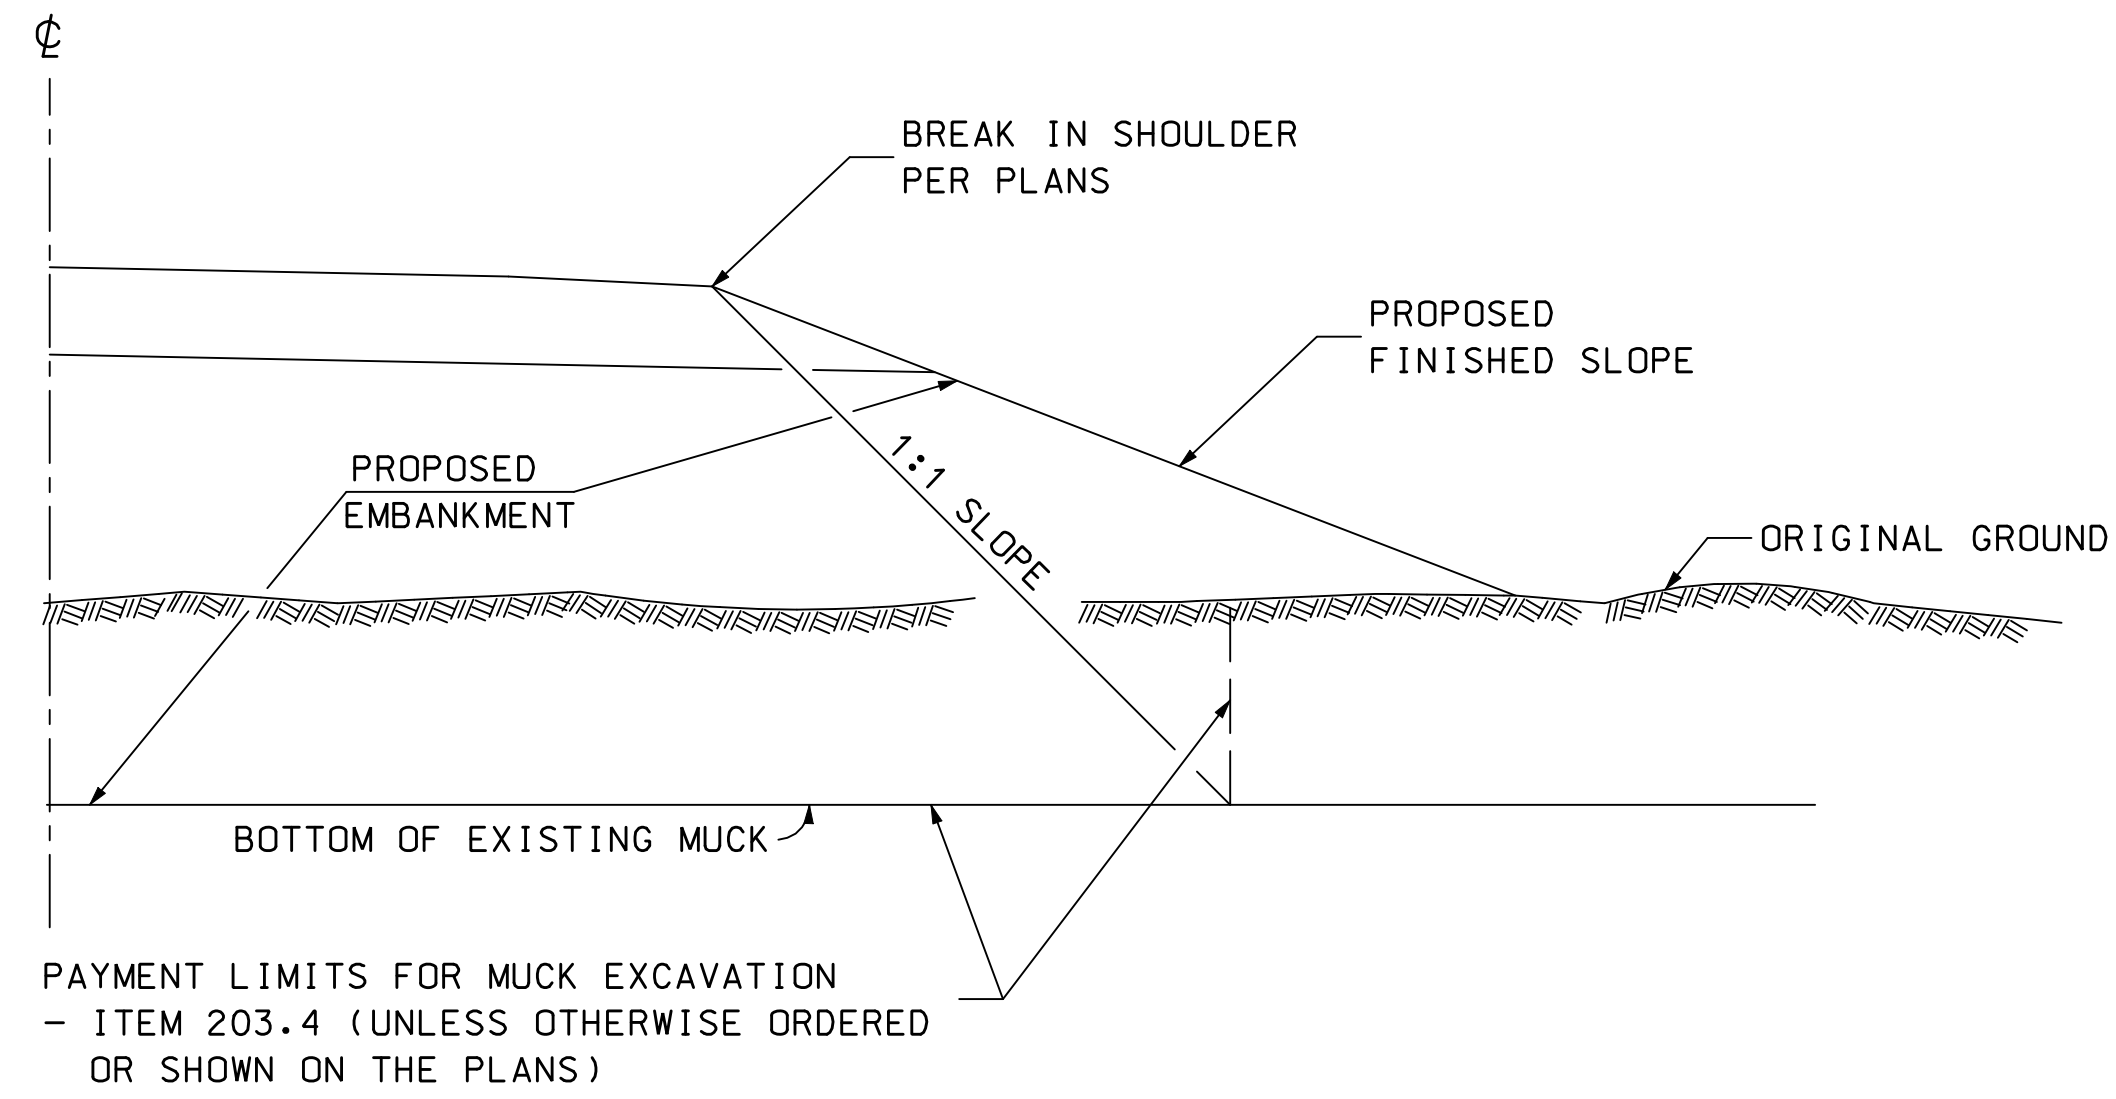 ℄
BREAK IN SHOULDER
PER PLANS
PROPOSED
FINISHED SLOPE
PROPOSED
EMBANKMENT
1:1 SLOPE
ORIGINAL GROUND
BOTTOM OF EXISTING MUCK
PAYMENT LIMITS FOR MUCK EXCAVATION
- ITEM 203.4 (UNLESS OTHERWISE ORDERED
OR SHOWN ON THE PLANS)